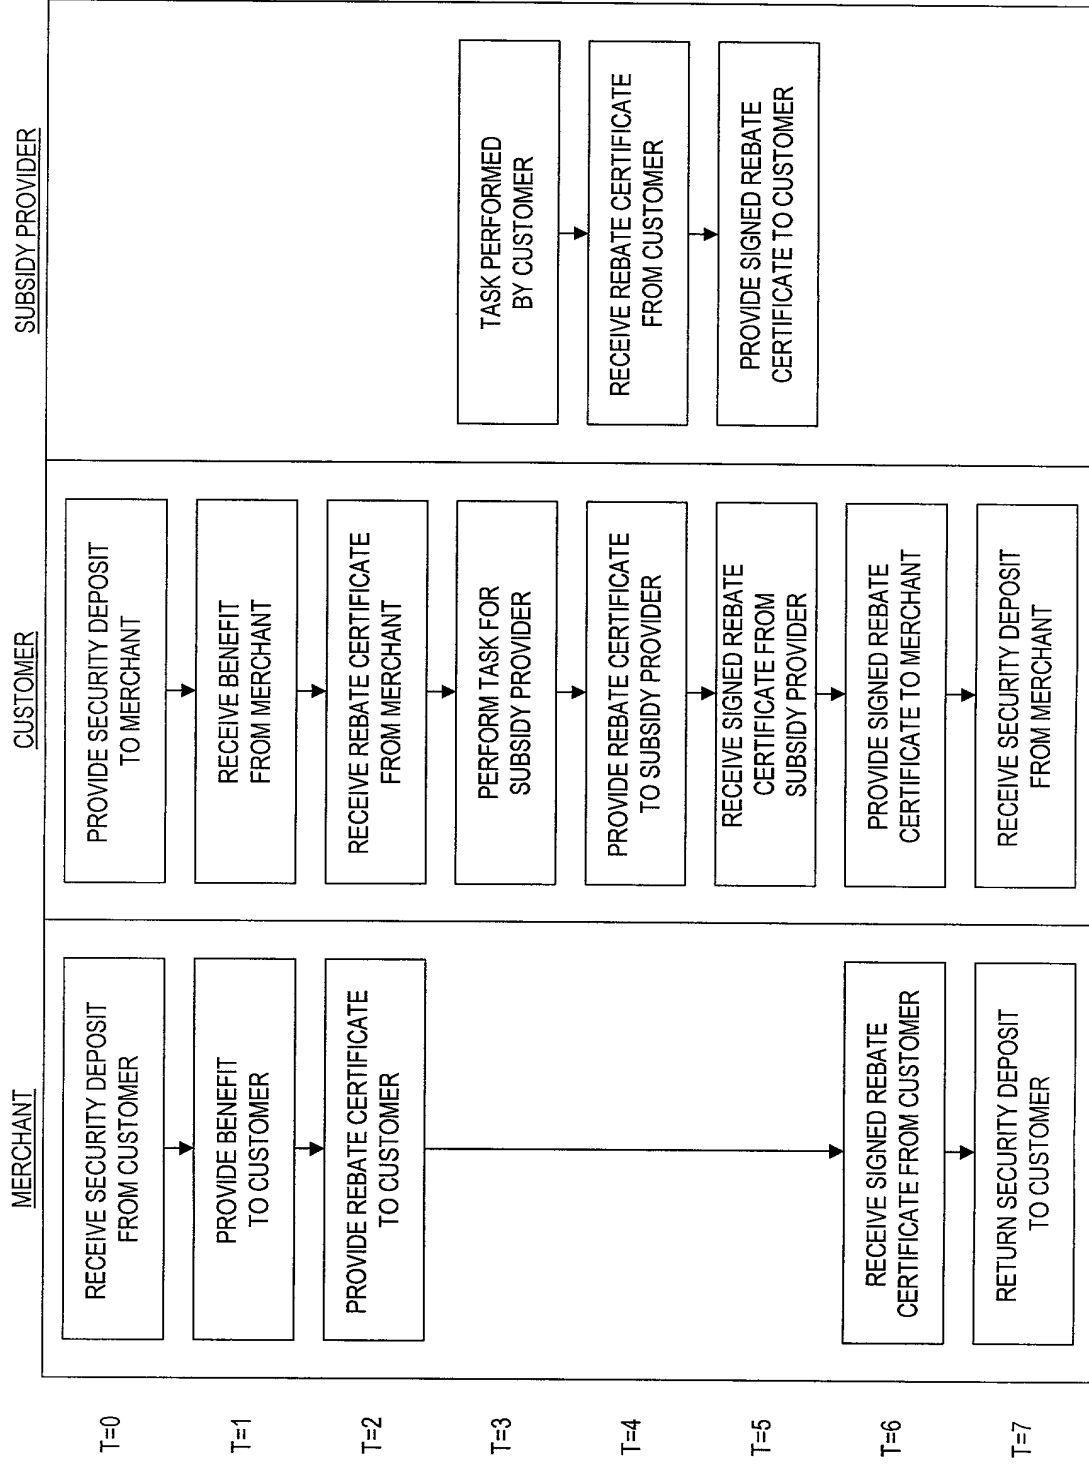 MERCHANT
CUSTOMER
SUBSIDY PROVIDER
T=0
RECEIVE SECURITY DEPOSIT
FROM CUSTOMER
PROVIDE SECURITY DEPOSIT
TO MERCHANT
T=1
PROVIDE BENEFIT
TO CUSTOMER
RECEIVE BENEFIT
FROM MERCHANT
T=2
PROVIDE REBATE CERTIFICATE
TO CUSTOMER
RECEIVE REBATE CERTIFICATE
FROM MERCHANT
T=3
PERFORM TASK FOR
SUBSIDY PROVIDER
TASK PERFORMED
BY CUSTOMER
T=4
PROVIDE REBATE CERTIFICATE
TO SUBSIDY PROVIDER
RECEIVE REBATE CERTIFICATE
FROM CUSTOMER
T=5
RECEIVE SIGNED REBATE
CERTIFICATE FROM
SUBSIDY PROVIDER
PROVIDE SIGNED REBATE
CERTIFICATE TO CUSTOMER
T=6
RECEIVE SIGNED REBATE
CERTIFICATE FROM CUSTOMER
PROVIDE SIGNED REBATE
CERTIFICATE TO MERCHANT
T=7
RETURN SECURITY DEPOSIT
TO CUSTOMER
RECEIVE SECURITY DEPOSIT
FROM MERCHANT